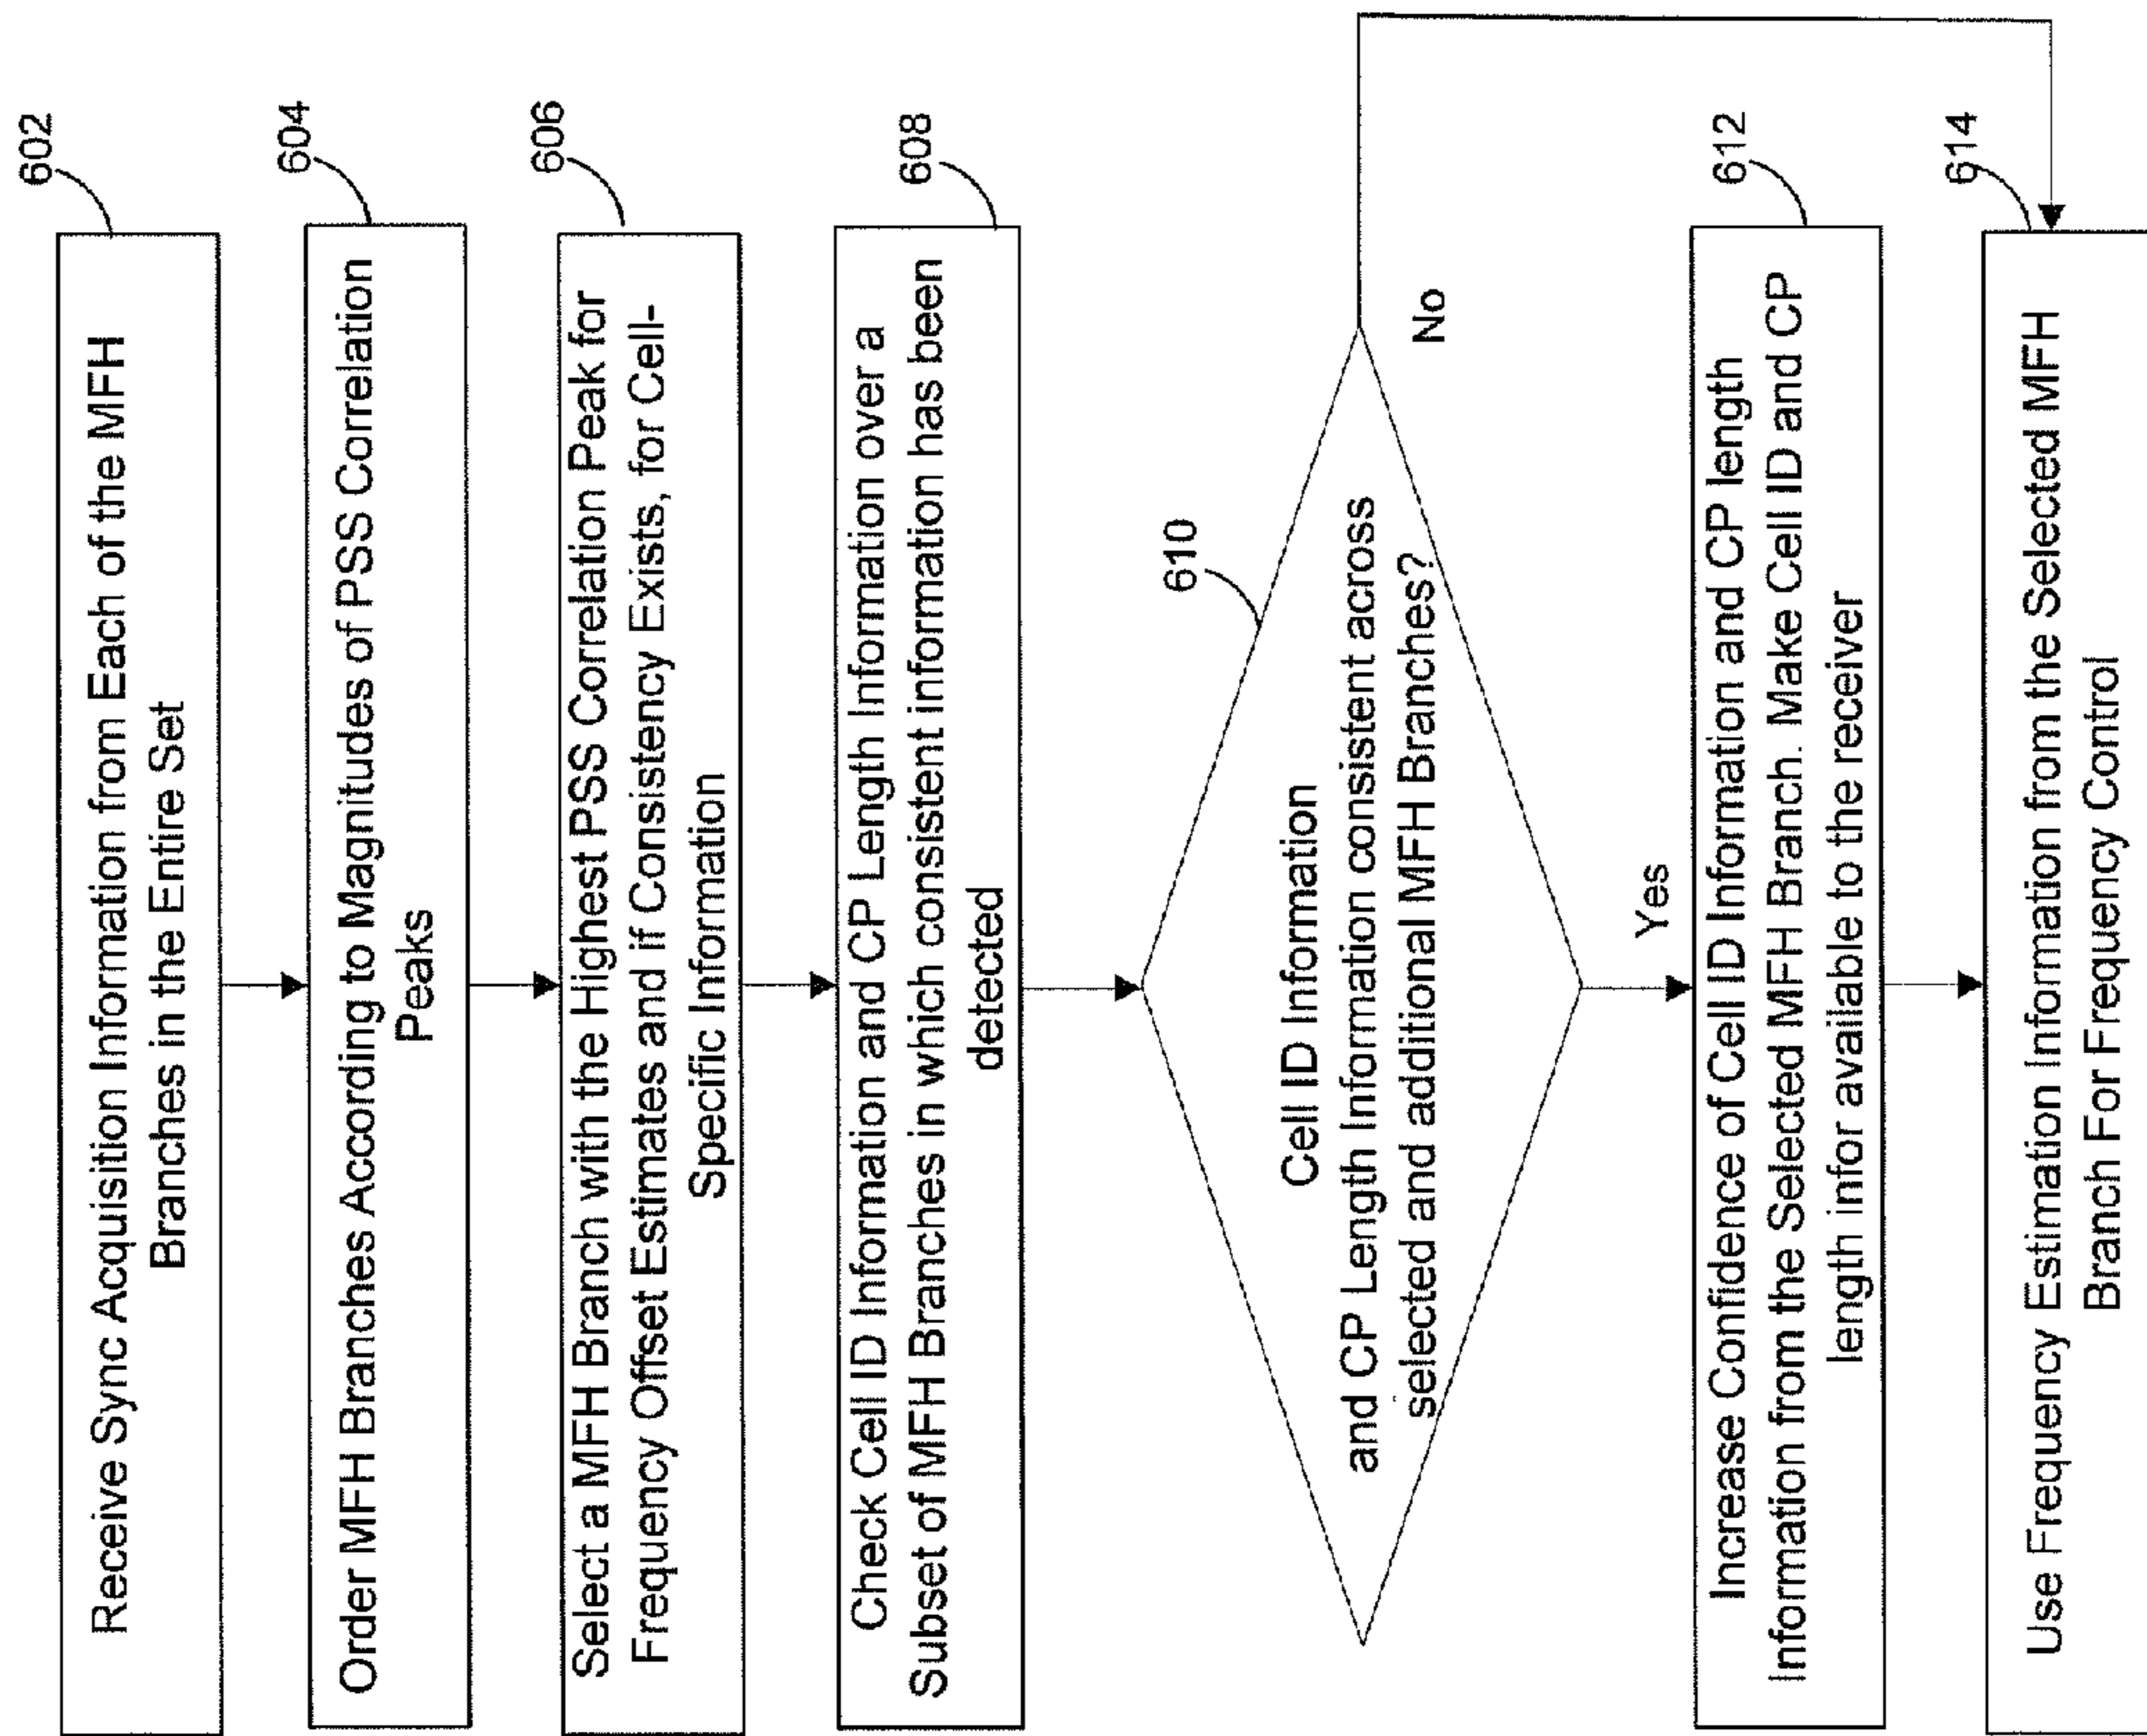 602
Receive Sync Acquisition Information from Each of the MFH
Branches in the Entire Set
604
Order MFH Branches According to Magnitudes of PSS Correlation
Peaks
606
Select a MFH Branch with the Highest PSS Correlation Peak for
Frequency Offset Estimates and if Consistency Exists, for Cell-
Specific Information
608
Check Cell ID Information and CP Length Information over a
Subset of MFH Branches in which consistent information has been
detected
610
Cell ID Information
and CP Length Information consistent across
selected and additional MFH Branches?
No
Yes
612
Increase Confidence of Cell ID Information and CP length
Information from the Selected MFH Branch. Make Cell ID and CP
length infor available to the receiver
614
Use Frequency Estimation Information from the Selected MFH
Branch For Frequency Control